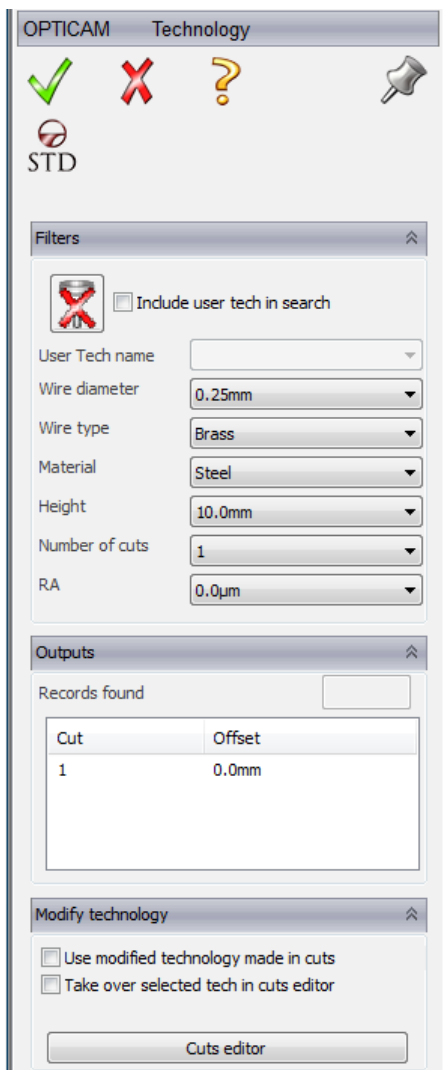 OPTICAM Technology
STD
Filters
Include user tech in search
User Tech name
Wire diameter 0.25mm
Wire type Brass
Material Steel
Height 10.0mm
Number of cuts 1
RA 0.0µm
Outputs
Records found
Cut Offset
1 0.0mm
Modify technology
Use modified technology made in cuts
Take over selected tech in cuts editor
Cuts editor